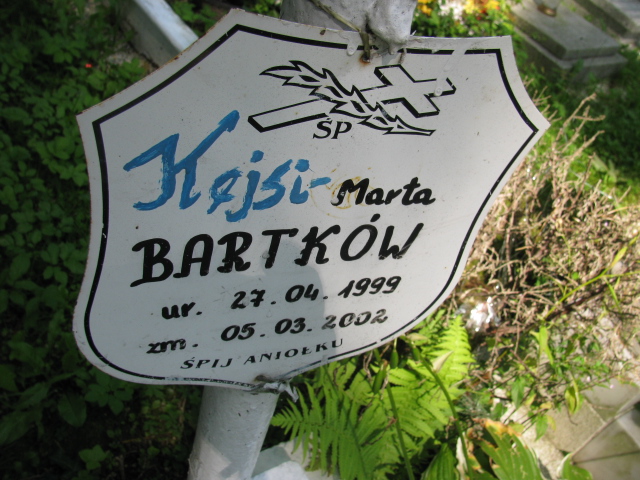 ŚP
Kejsi- Marta
BARTKÓW
ur. 27.04.1999
zm. 05.03.2002
ŚPIJ ANIOŁKU